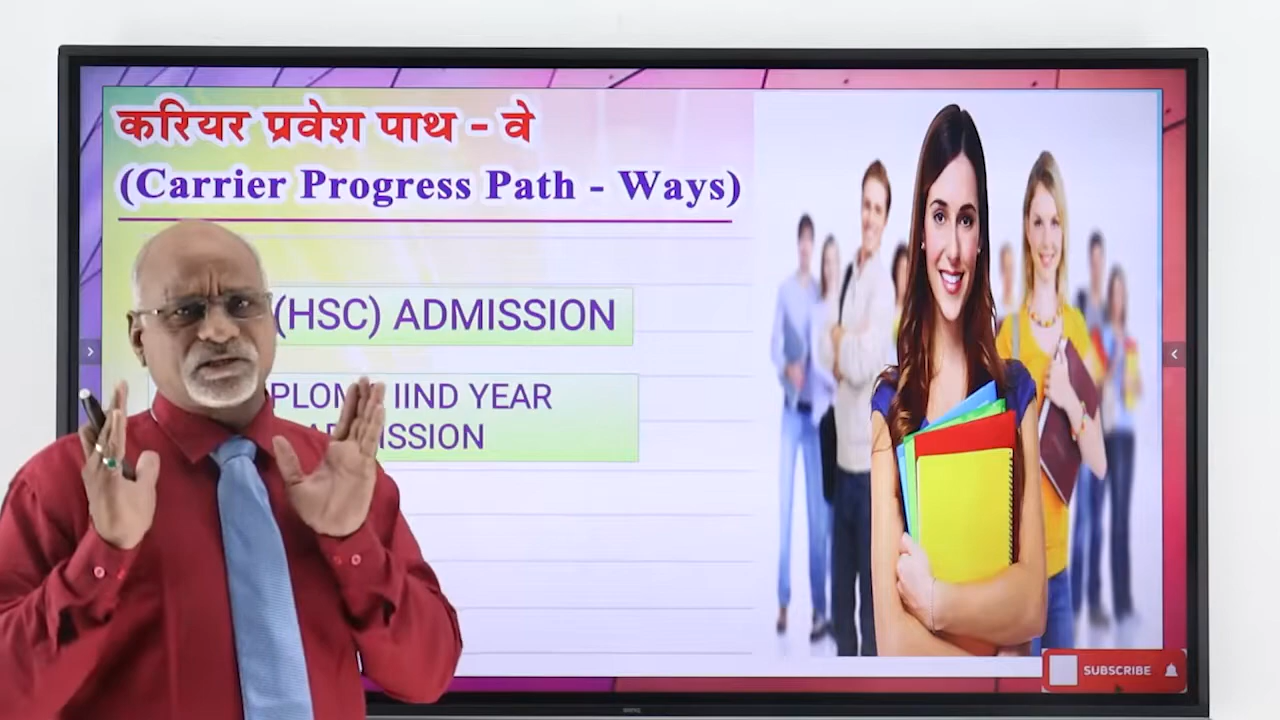 करियर प्रवेश पाथ - वे
(Carrier Progress Path - Ways)
(HSC) ADMISSION
IIND YEAR
SUBSCRIBE